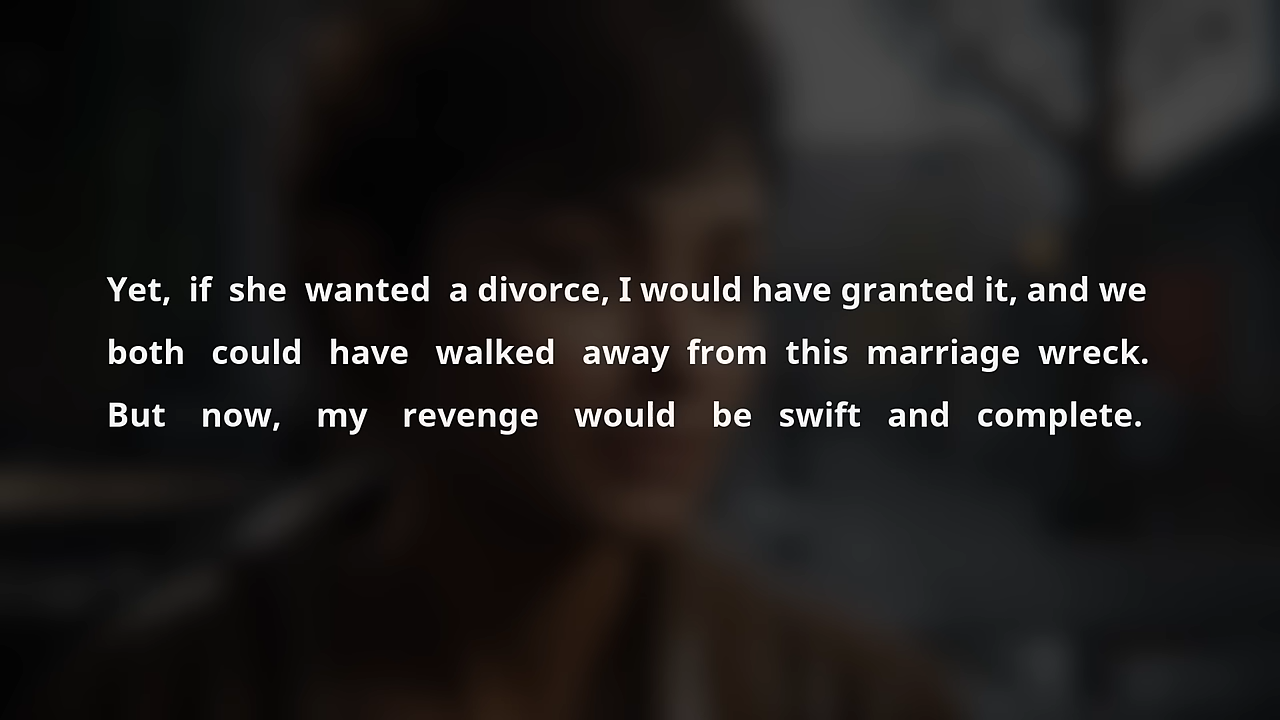 Yet, if she wanted a divorce, I would have granted it, and we
both could have walked away from this marriage wreck.
But now, my revenge would be swift and complete.